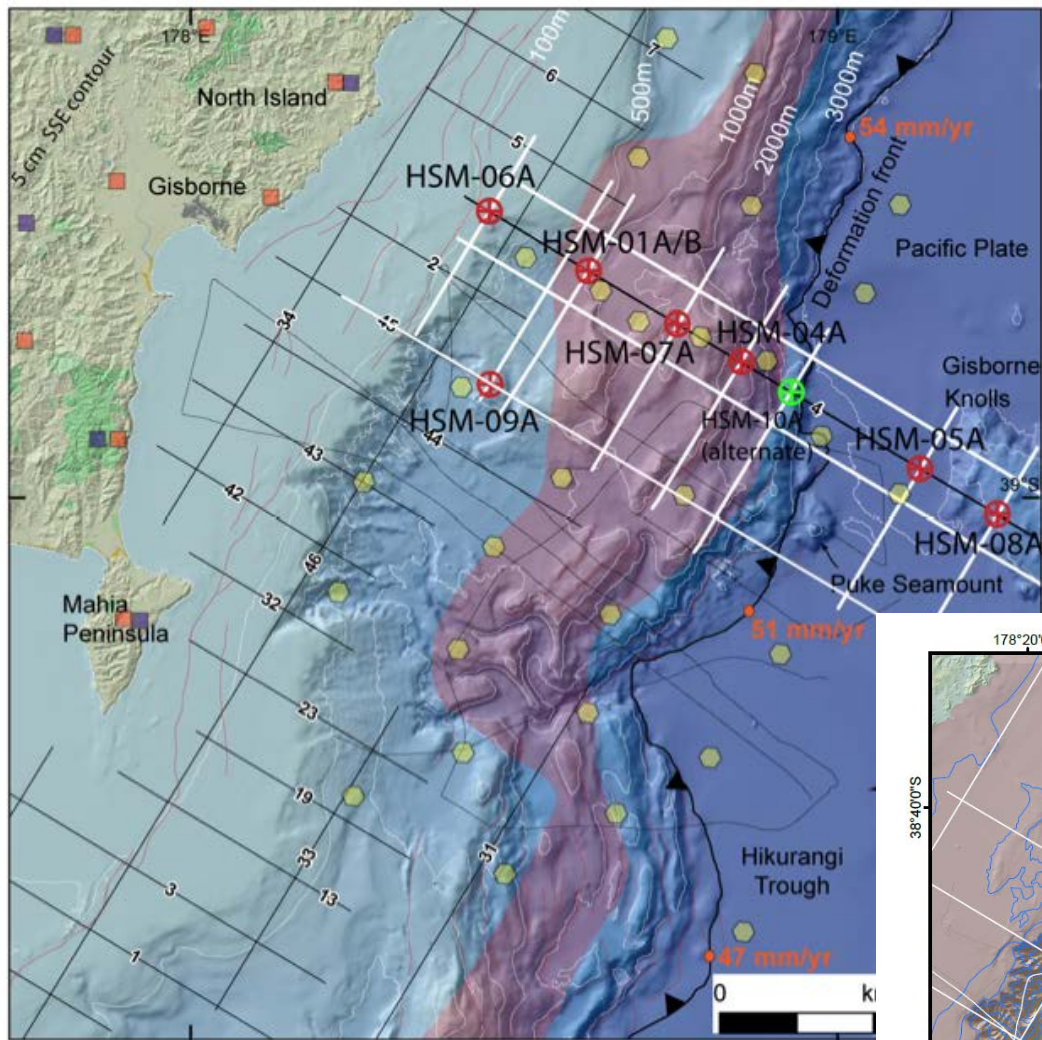 178°E
179°E
5 cm SSE contour
North Island
Gisborne
100m
500m
1000m
2000m
3000m
7
6
5
54 mm/yr
Deformation front
HSM-06A
HSM-01A/B
Pacific Plate
2
34
45
HSM-07A
HSM-04A
HSM-09A
HSM-10A
(alternate)
4
Gisborne
Knolls
HSM-05A
39°S
HSM-08A
44
43
42
46
32
Puke Seamount
51 mm/yr
Mahia
Peninsula
23
19
33
13
31
3
1
Hikurangi
Trough
47 mm/yr
0
178°20'
38°40'0"S